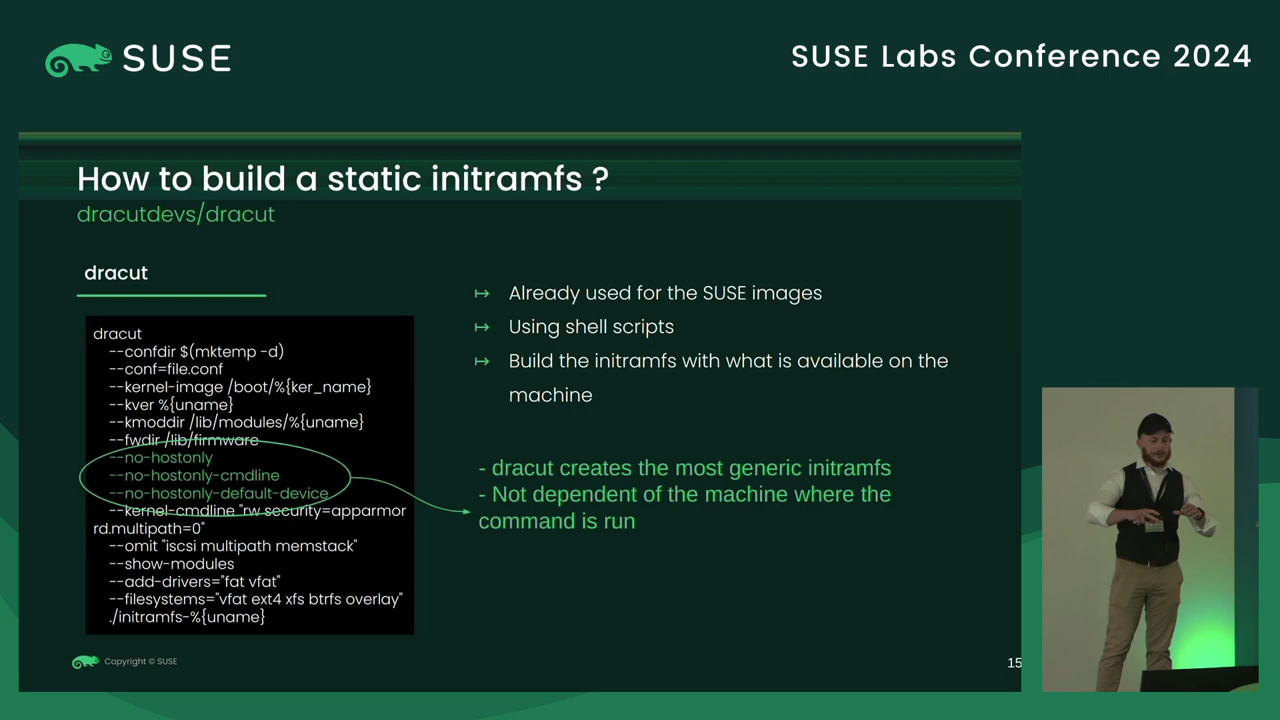 SUSE
SUSE Labs Conference 2024
How to build a static initramfs ?
dracutdevs/dracut
dracut
dracut
--confdir $(mktemp -d)
--conf=file.conf
--kernel-image /boot/%{ker_name}
--kver %{uname}
--kmoddir /lib/modules/%{uname}
--fwdir /lib/firmware
--no-hostonly
--no-hostonly-cmdline
--no-hostonly-default-device
--kernel-cmdline "rw security=apparmor
rd.multipath=0"
--omit "iscsi multipath memstack"
--show-modules
--add-drivers="fat vfat"
--filesystems="vfat ext4 xfs btrfs overlay"
./initramfs-%{uname}
↦ Already used for the SUSE images
↦ Using shell scripts
↦ Build the initramfs with what is available on the
machine
- dracut creates the most generic initramfs
- Not dependent of the machine where the
command is run
Copyright © SUSE
15